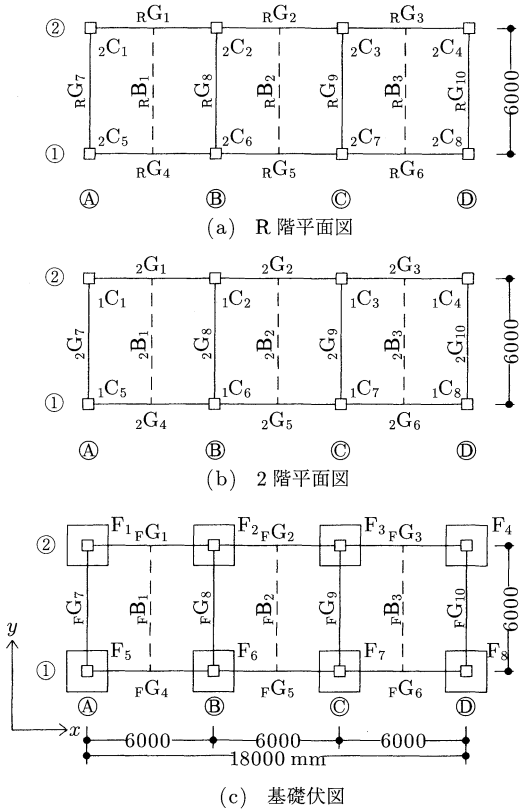 ② RG1 RG2 RG3
2C1 2C2 2C3 2C4
RG7 RB1 RG8 RB2 RG9 RB3 RG10 6000
2C5 2C6 2C7 2C8
① RG4 RG5 RG6
Ⓐ Ⓑ Ⓒ Ⓓ
(a) R 階平面図
② 2G1 2G2 2G3
1C1 1C2 1C3 1C4
2G7 2B1 2G8 2B2 2G9 2B3 2G10 6000
1C5 1C6 1C7 1C8
① 2G4 2G5 2G6
Ⓐ Ⓑ Ⓒ Ⓓ
(b) 2 階平面図
② F1 FG1 F2 FG2 F3 FG3 F4
FG7 FB1 FG8 FB2 FG9 FB3 FG10 6000
F5 F6 F7 F8
① FG4 FG5 FG6
y
Ⓐ Ⓑ Ⓒ Ⓓ
x
6000 6000 6000
18000 mm
(c) 基礎伏図